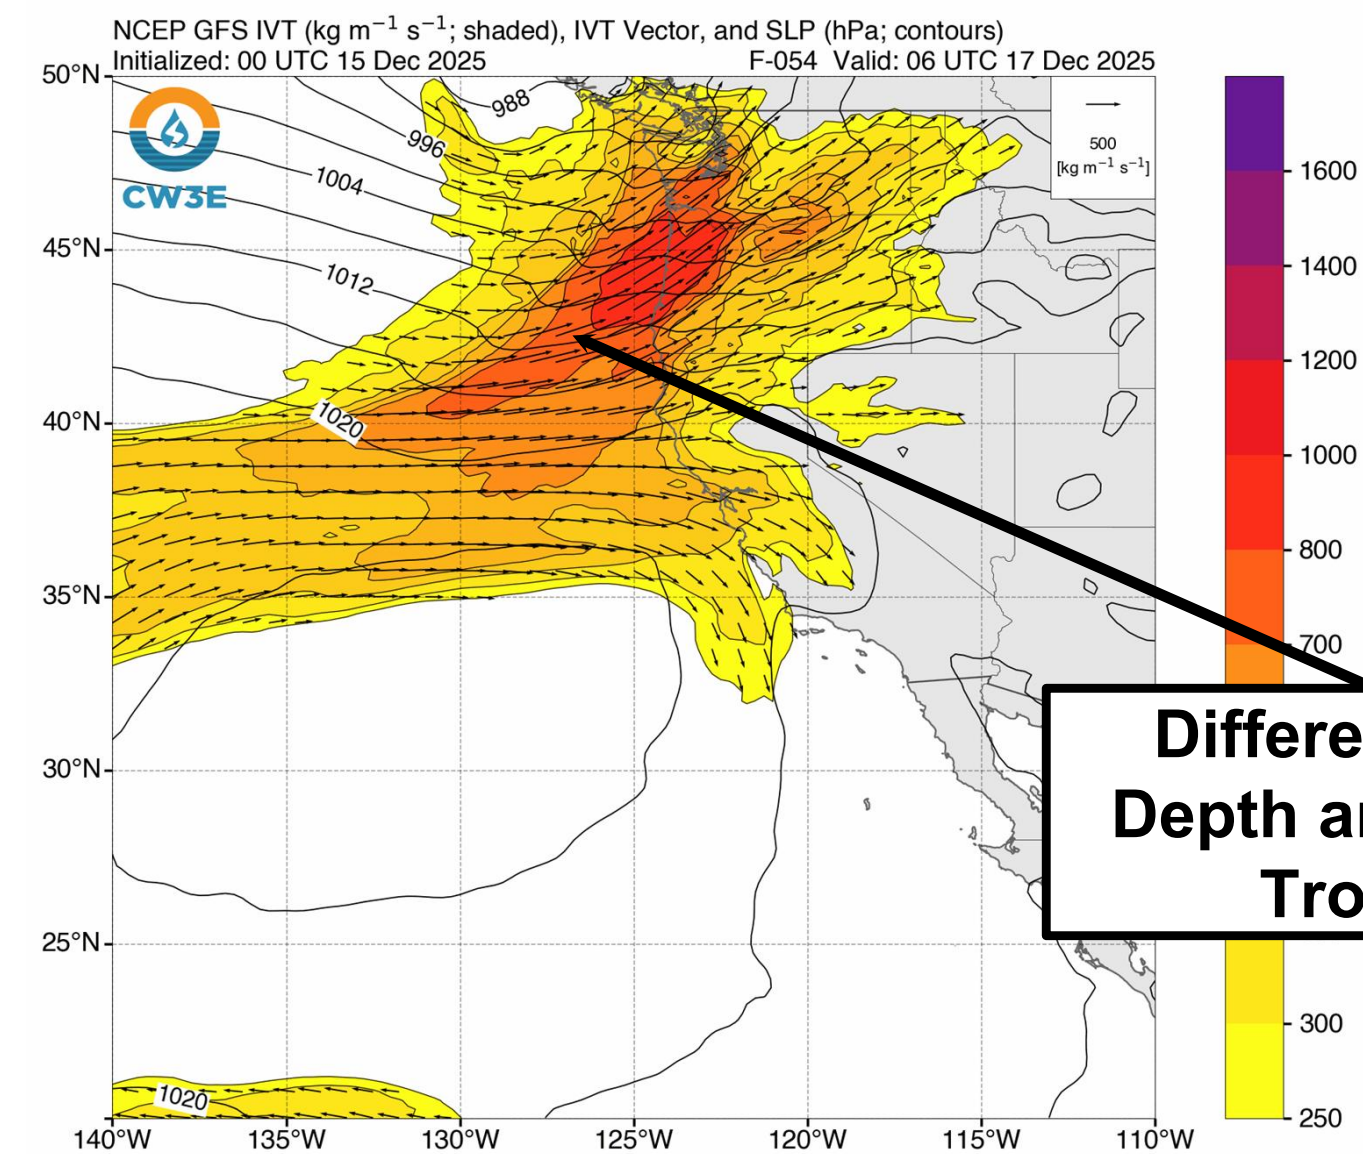 NCEP GFS IVT (kg m⁻¹ s⁻¹; shaded), IVT Vector, and SLP (hPa; contours)
Initialized: 00 UTC 15 Dec 2025 F-054 Valid: 06 UTC 17 Dec 2025
50°N
45°N
40°N
35°N
30°N
25°N
CW3E
988
996
1004
1012
1020
1020
500
[kg m⁻¹ s⁻¹]
1600
1400
1200
1000
800
700
300
250
Differe
Depth a
Tro
140°W 135°W 130°W 125°W 120°W 115°W 110°W